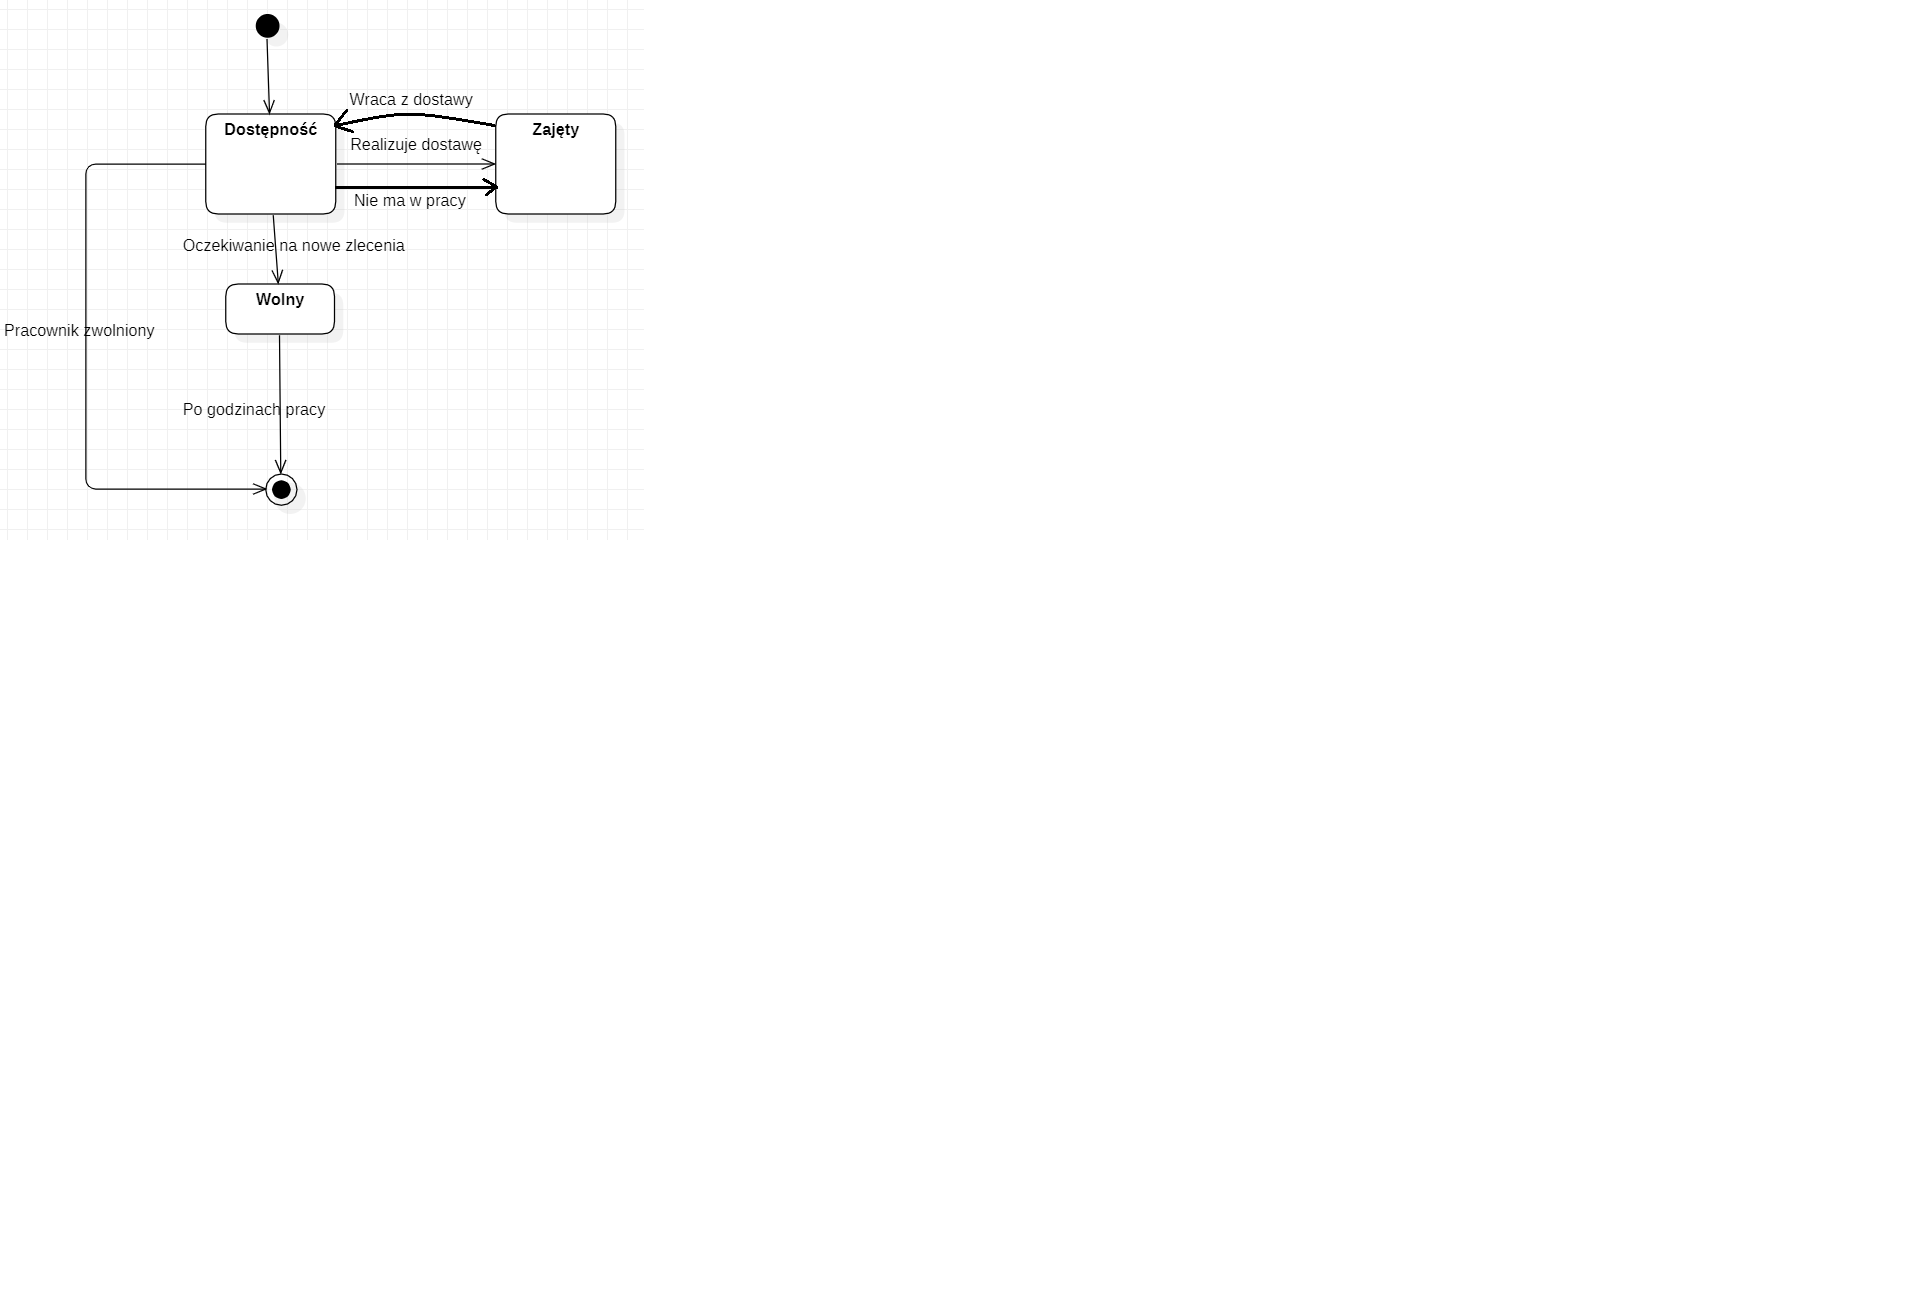 Wraca z dostawy
Dostępność
Zajęty
Realizuje dostawę
Nie ma w pracy
Oczekiwanie na nowe zlecenia
Wolny
Pracownik zwolniony
Po godzinach pracy